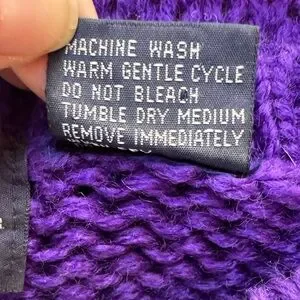 MACHINE WASH
WARM GENTLE CYCLE
DO NOT BLEACH
TUMBLE DRY MEDIUM
REMOVE IMMEDIATELY